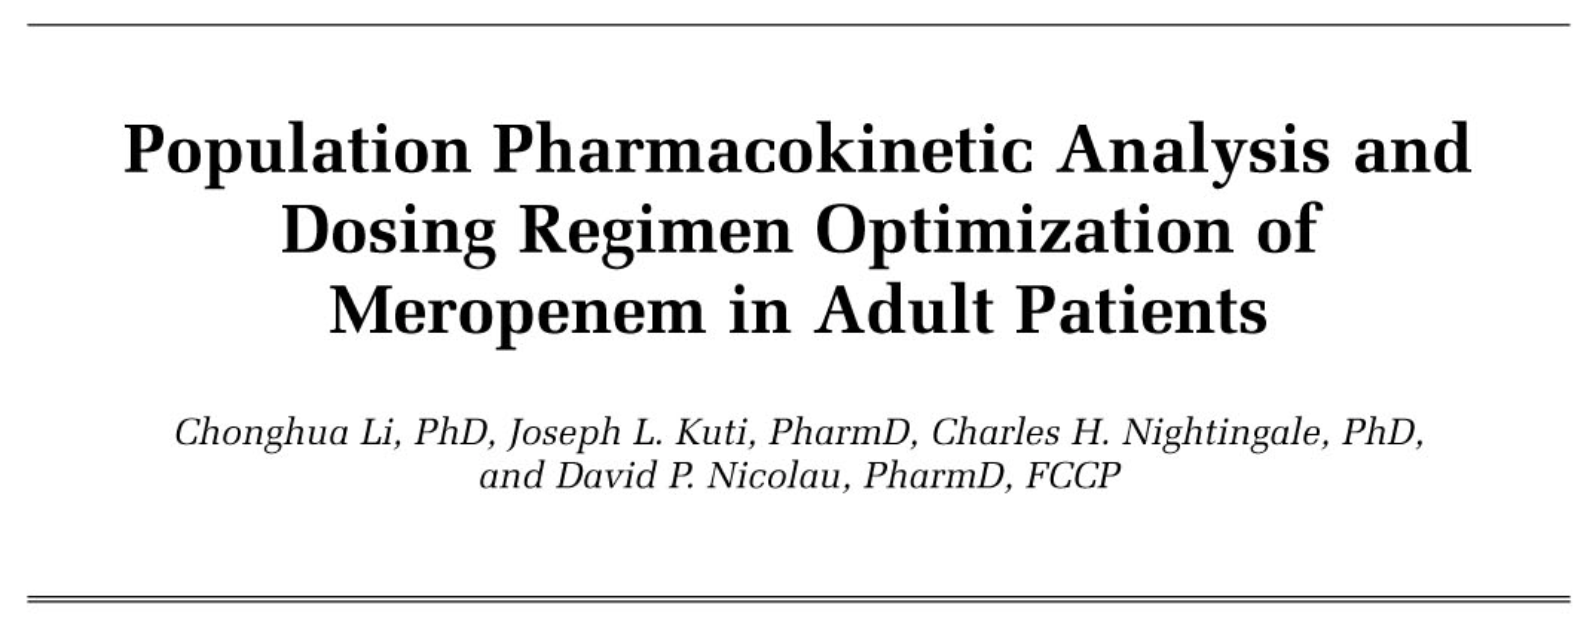 Population Pharmacokinetic Analysis and
Dosing Regimen Optimization of
Meropenem in Adult Patients
Chonghua Li, PhD, Joseph L. Kuti, PharmD, Charles H. Nightingale, PhD,
and David P. Nicolau, PharmD, FCCP